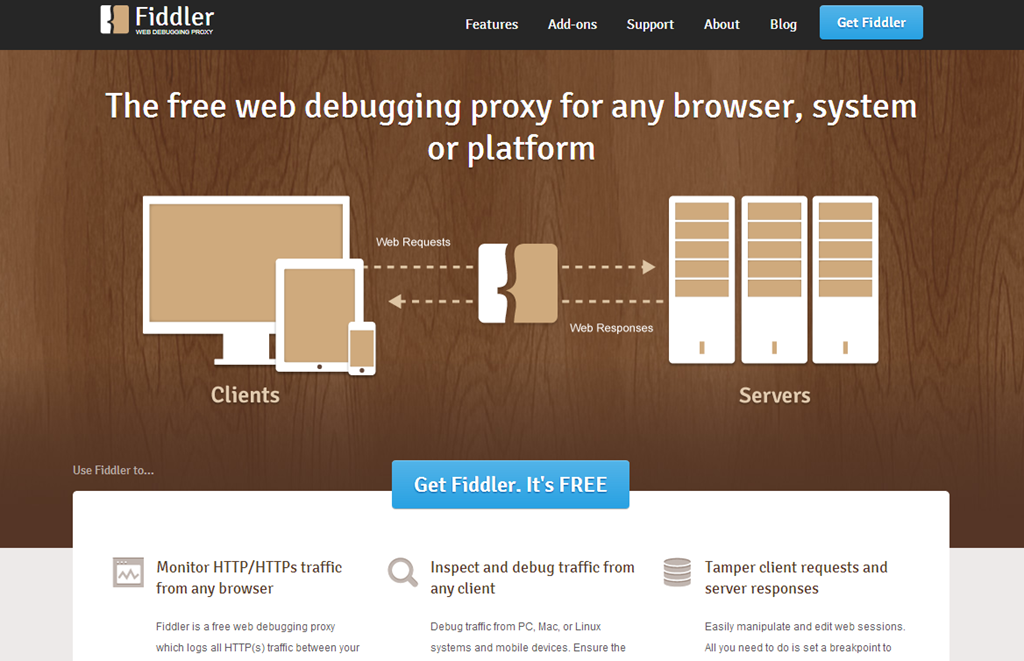 Fiddler
WEB DEBUGGING PROXY
Features
Add-ons
Support
About
Blog
Get Fiddler
The free web debugging proxy for any browser, system
or platform
Web Requests
Web Responses
Clients
Servers
Use Fiddler to...
Get Fiddler. It's FREE
Monitor HTTP/HTTPs traffic
from any browser
Fiddler is a free web debugging proxy
which logs all HTTP(s) traffic between your
Inspect and debug traffic from
any client
Debug traffic from PC, Mac, or Linux
systems and mobile devices. Ensure the
Tamper client requests and
server responses
Easily manipulate and edit web sessions.
All you need to do is set a breakpoint to